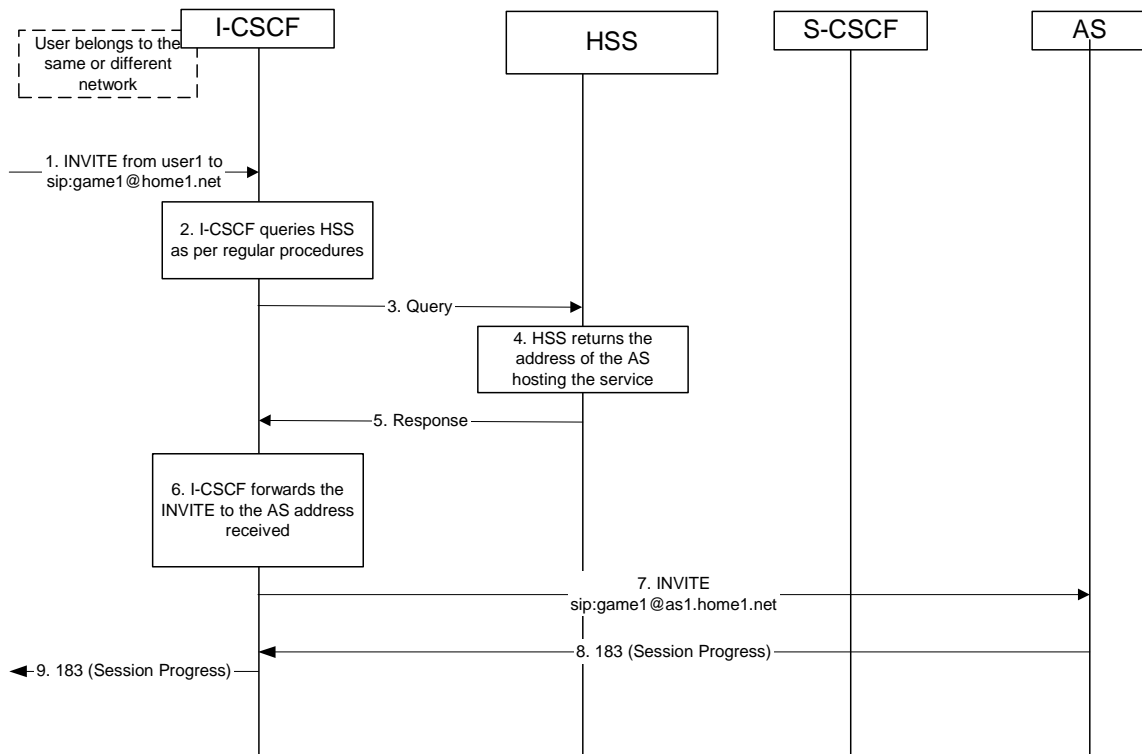 I-CSCF
HSS
S-CSCF
AS
User belongs to the
same or different
network
1. INVITE from user1 to
sip:game1@home1.net
2. I-CSCF queries HSS
as per regular procedures
3. Query
4. HSS returns the
address of the AS
hosting the service
5. Response
6. I-CSCF forwards the
INVITE to the AS address
received
7. INVITE
sip:game1@as1.home1.net
8. 183 (Session Progress)
9. 183 (Session Progress)